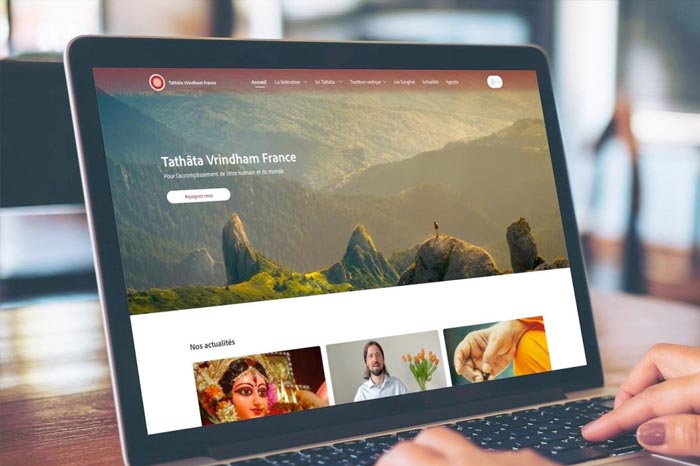 Tathāta Vrindham France
Accueil La fédération Sri Tathāta Tradition védique Les Sanghas Actualités Agenda
Tathāta Vrindham France
Pour l'accomplissement de l'être humain et du monde
Rejoignez-nous
Nos actualités